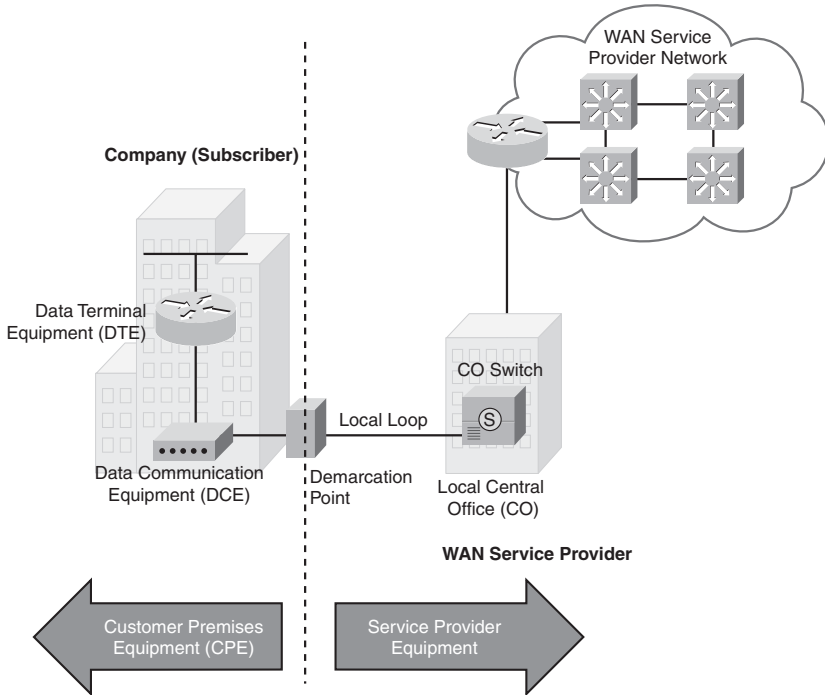 WAN Service
Provider Network
Company (Subscriber)
Data Terminal
Equipment (DTE)
CO Switch
S
Local Loop
Data Communication
Equipment (DCE)
Demarcation
Point
Local Central
Office (CO)
WAN Service Provider
Customer Premises
Equipment (CPE)
Service Provider
Equipment